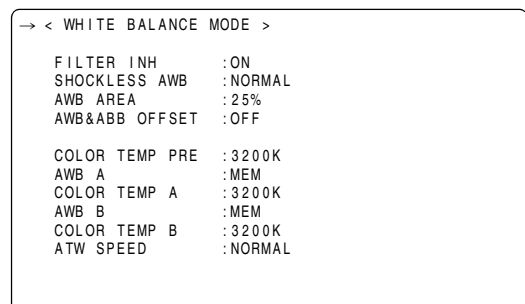 → < WHITE BALANCE MODE >
FILTER INH :ON
SHOCKLESS AWB :NORMAL
AWB AREA :25%
AWB&ABB OFFSET :OFF
COLOR TEMP PRE :3200K
AWB A :MEM
COLOR TEMP A :3200K
AWB B :MEM
COLOR TEMP B :3200K
ATW SPEED :NORMAL